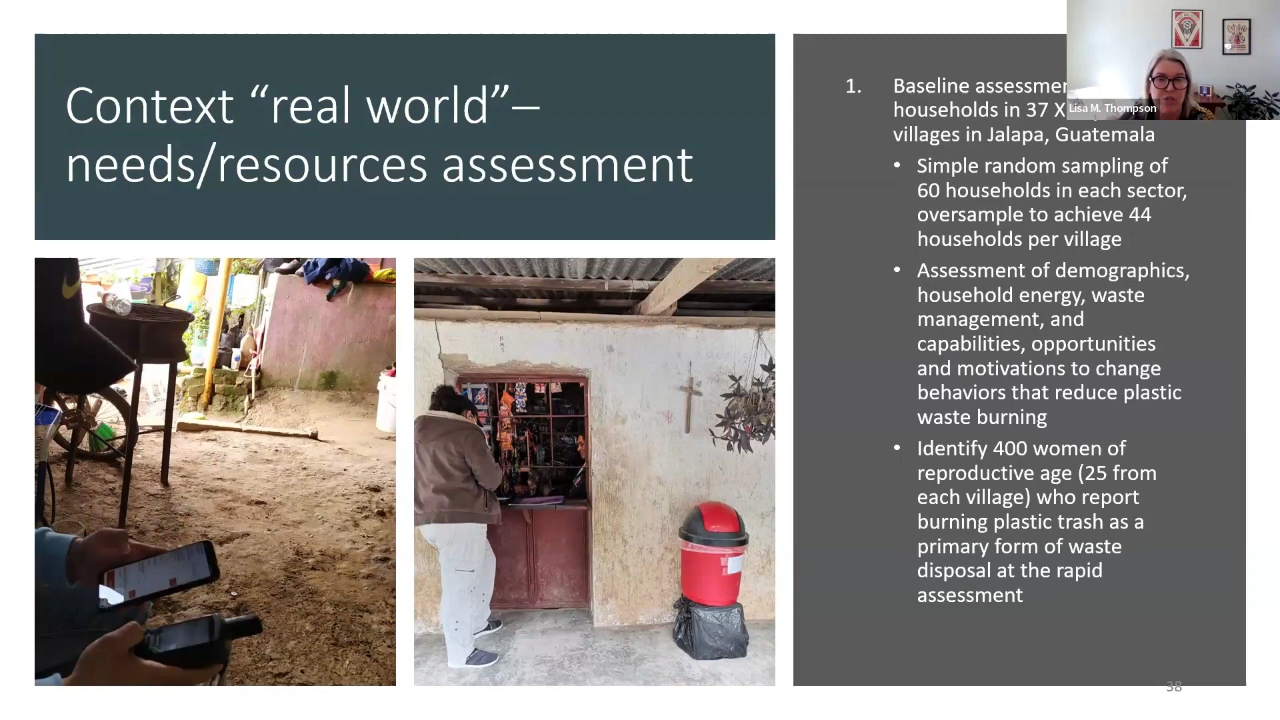 Context “real world”–
needs/resources assessment
1. Baseline
households in 37 X
villages in Jalapa, Guatemala
• Simple random sampling of
60 households in each sector,
oversample to achieve 44
households per village
• Assessment of demographics,
household energy, waste
management, and
capabilities, opportunities
and motivations to change
behaviors that reduce plastic
waste burning
• Identify 400 women of
reproductive age (25 from
each village) who report
burning plastic trash as a
primary form of waste
disposal at the rapid
assessment
Lisa M. Thompson
38